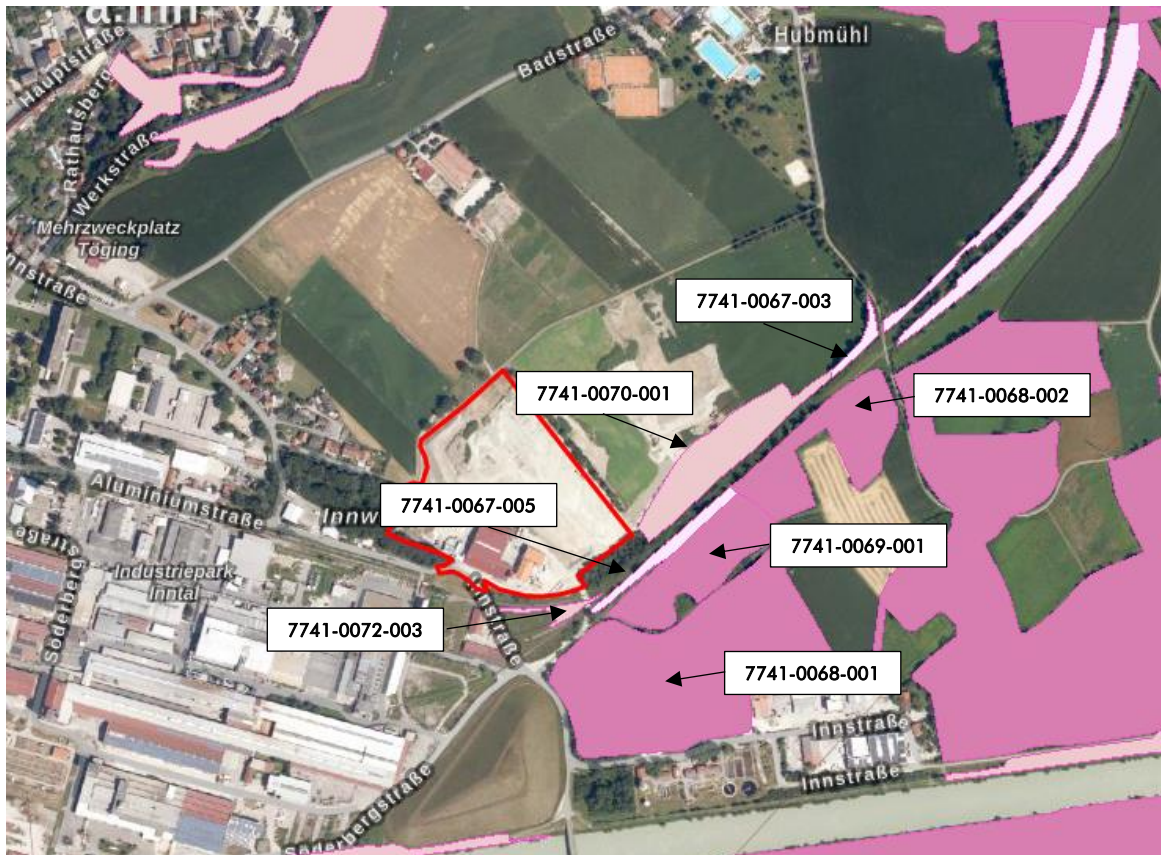 a.Inn
Hauptstraße
Rathausberg
Werkstraße
Badstraße
Hubmühl
Mehrzweckplatz
Töging
Innstraße
7741-0067-003
7741-0070-001
7741-0068-002
Aluminiumstraße
7741-0067-005
7741-0069-001
Industriepark
Inntal
Söderbergstraße
Innstraße
7741-0072-003
7741-0068-001
Innstraße
Innstraße
Söderbergstraße